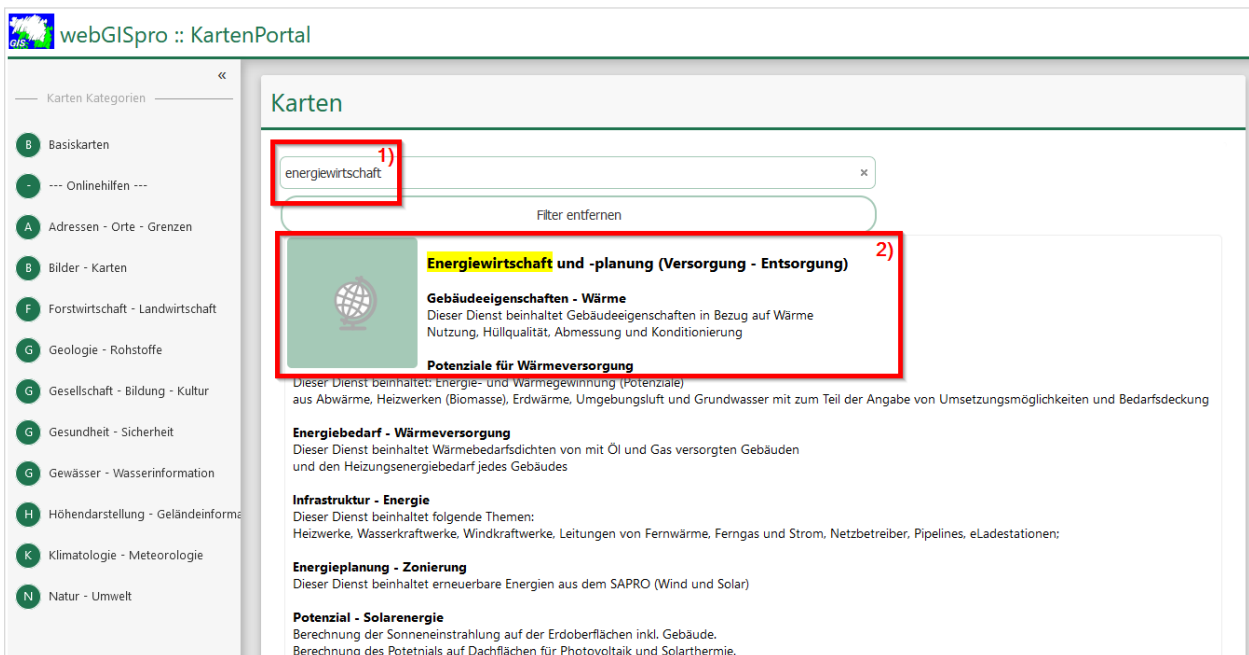 GIS
webGISpro :: KartenPortal
«
Karten Kategorien
B Basiskarten
- --- Onlinehilfen ---
A Adressen - Orte - Grenzen
B Bilder - Karten
F Forstwirtschaft - Landwirtschaft
G Geologie - Rohstoffe
G Gesellschaft - Bildung - Kultur
G Gesundheit - Sicherheit
G Gewässer - Wasserinformation
H Höhendarstellung - Geländeinforma
K Klimatologie - Meteorologie
N Natur - Umwelt
Karten
1)
energiewirtschaft ×
Filter entfernen
2)
Energiewirtschaft und -planung (Versorgung - Entsorgung)
Gebäudeeigenschaften - Wärme
Dieser Dienst beinhaltet Gebäudeeigenschaften in Bezug auf Wärme
Nutzung, Hüllqualität, Abmessung und Konditionierung
Potenziale für Wärmeversorgung
Dieser Dienst beinhaltet: Energie- und Wärmegewinnung (Potenziale)
aus Abwärme, Heizwerken (Biomasse), Erdwärme, Umgebungsluft und Grundwasser mit zum Teil der Angabe von Umsetzungsmöglichkeiten und Bedarfsdeckung
Energiebedarf - Wärmeversorgung
Dieser Dienst beinhaltet Wärmebedarfsdichten von mit Öl und Gas versorgten Gebäuden
und den Heizungsenergiebedarf jedes Gebäudes
Infrastruktur - Energie
Dieser Dienst beinhaltet folgende Themen:
Heizwerke, Wasserkraftwerke, Windkraftwerke, Leitungen von Fernwärme, Ferngas und Strom, Netzbetreiber, Pipelines, eLadestationen;
Energieplanung - Zonierung
Dieser Dienst beinhaltet erneuerbare Energien aus dem SAPRO (Wind und Solar)
Potenzial - Solarenergie
Berechnung der Sonneneinstrahlung auf der Erdoberflächen inkl. Gebäude.
Berechnung des Potetnials auf Dachflächen für Photovoltaik und Solarthermie.